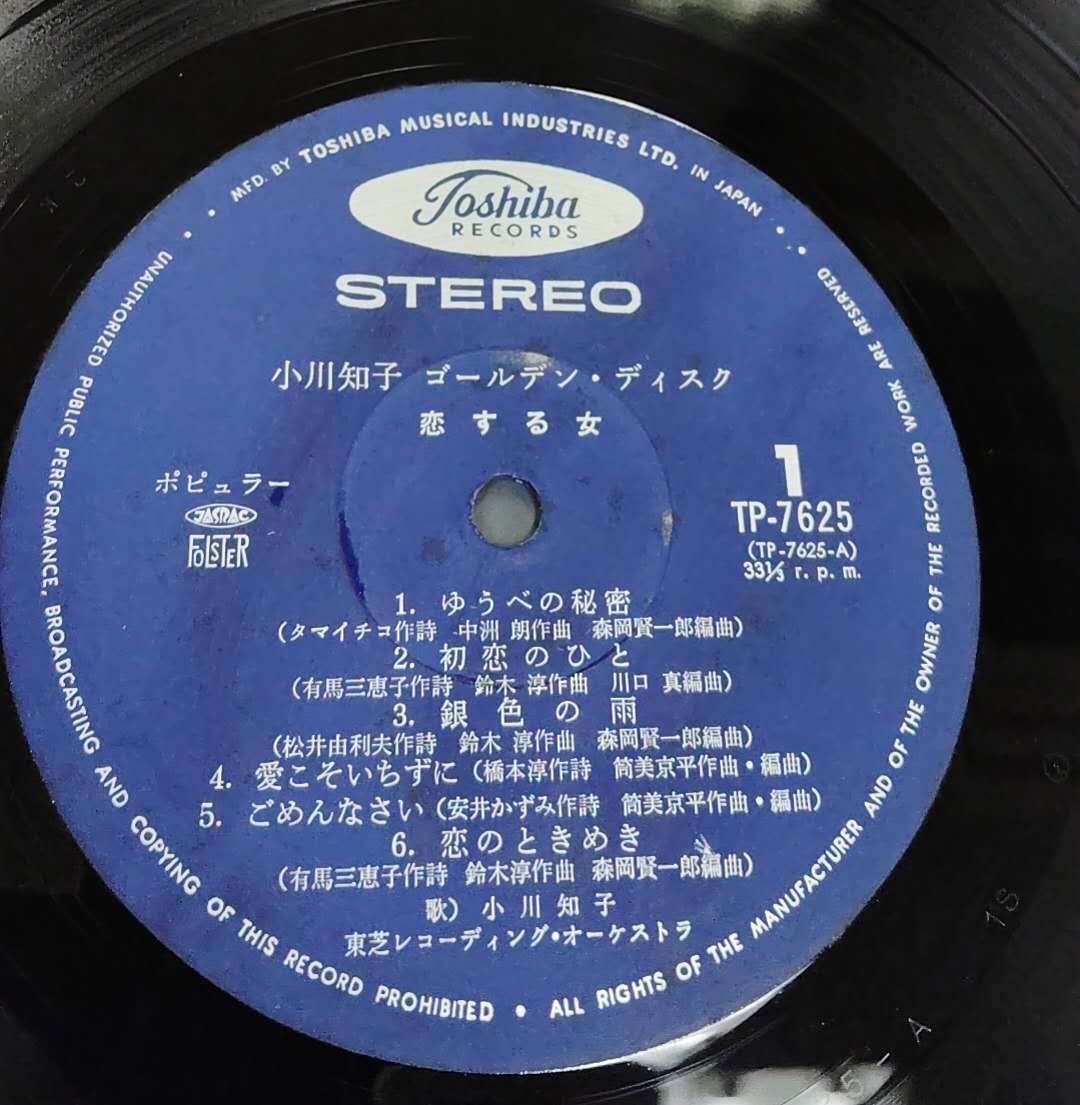 MFD. BY TOSHIBA MUSICAL INDUSTRIES LTD. IN JAPAN
Toshiba
RECORDS
STEREO
小川知子 ゴールデン・ディスク
恋する女
ポピュラー
JASRAC
FOLSTER
1
TP-7625
(TP-7625-A)
33⅓ r. p. m.
1. ゆうべの秘密
(タマイチコ作詩 中洲 朗作曲 森岡賢一郎編曲)
2. 初恋のひと
(有馬三恵子作詩 鈴木 淳作曲 川口 真編曲)
3. 銀色の雨
(松井由利夫作詩 鈴木 淳作曲 森岡賢一郎編曲)
4. 愛こそいちずに (橋本淳作詩 筒美京平作曲・編曲)
5. ごめんなさい (安井かずみ作詩 筒美京平作曲・編曲)
6. 恋のときめき
(有馬三恵子作詩 鈴木淳作曲 森岡賢一郎編曲)
歌) 小川知子
東芝レコーディング・オーケストラ
UNAUTHORIZED PUBLIC PERFORMANCE, BROADCASTING AND COPYING OF THIS RECORD PROHIBITED • ALL RIGHTS OF THE MANUFACTURER AND OF THE OWNER OF THE RECORDED WORK ARE RESERVED
1S
5-A